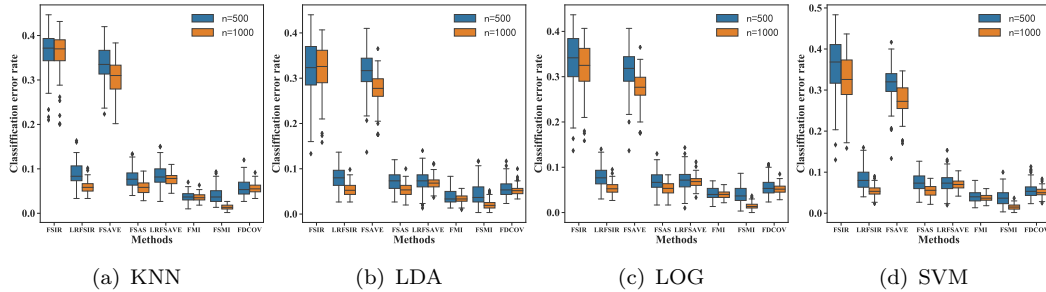 n=500
n=1000
Classiffication error rate
0.4
0.3
0.2
0.1
0.0
FSIR LRFSIR FSAVE FSAS LRFSAVE FMI FSMI FDCOV
Methods
(a) KNN
n=500
n=1000
Classiffication error rate
0.4
0.3
0.2
0.1
0.0
FSIR LRFSIR FSAVE FSAS LRFSAVE FMI FSMI FDCOV
Methods
(b) LDA
n=500
n=1000
Classiffication error rate
0.4
0.3
0.2
0.1
0.0
FSIR LRFSIR FSAVE FSAS LRFSAVE FMI FSMI FDCOV
Methods
(c) LOG
n=500
n=1000
Classiffication error rate
0.5
0.4
0.3
0.2
0.1
0.0
FSIR LRFSIR FSAVE FSAS LRFSAVE FMI FSMI FDCOV
Methods
(d) SVM